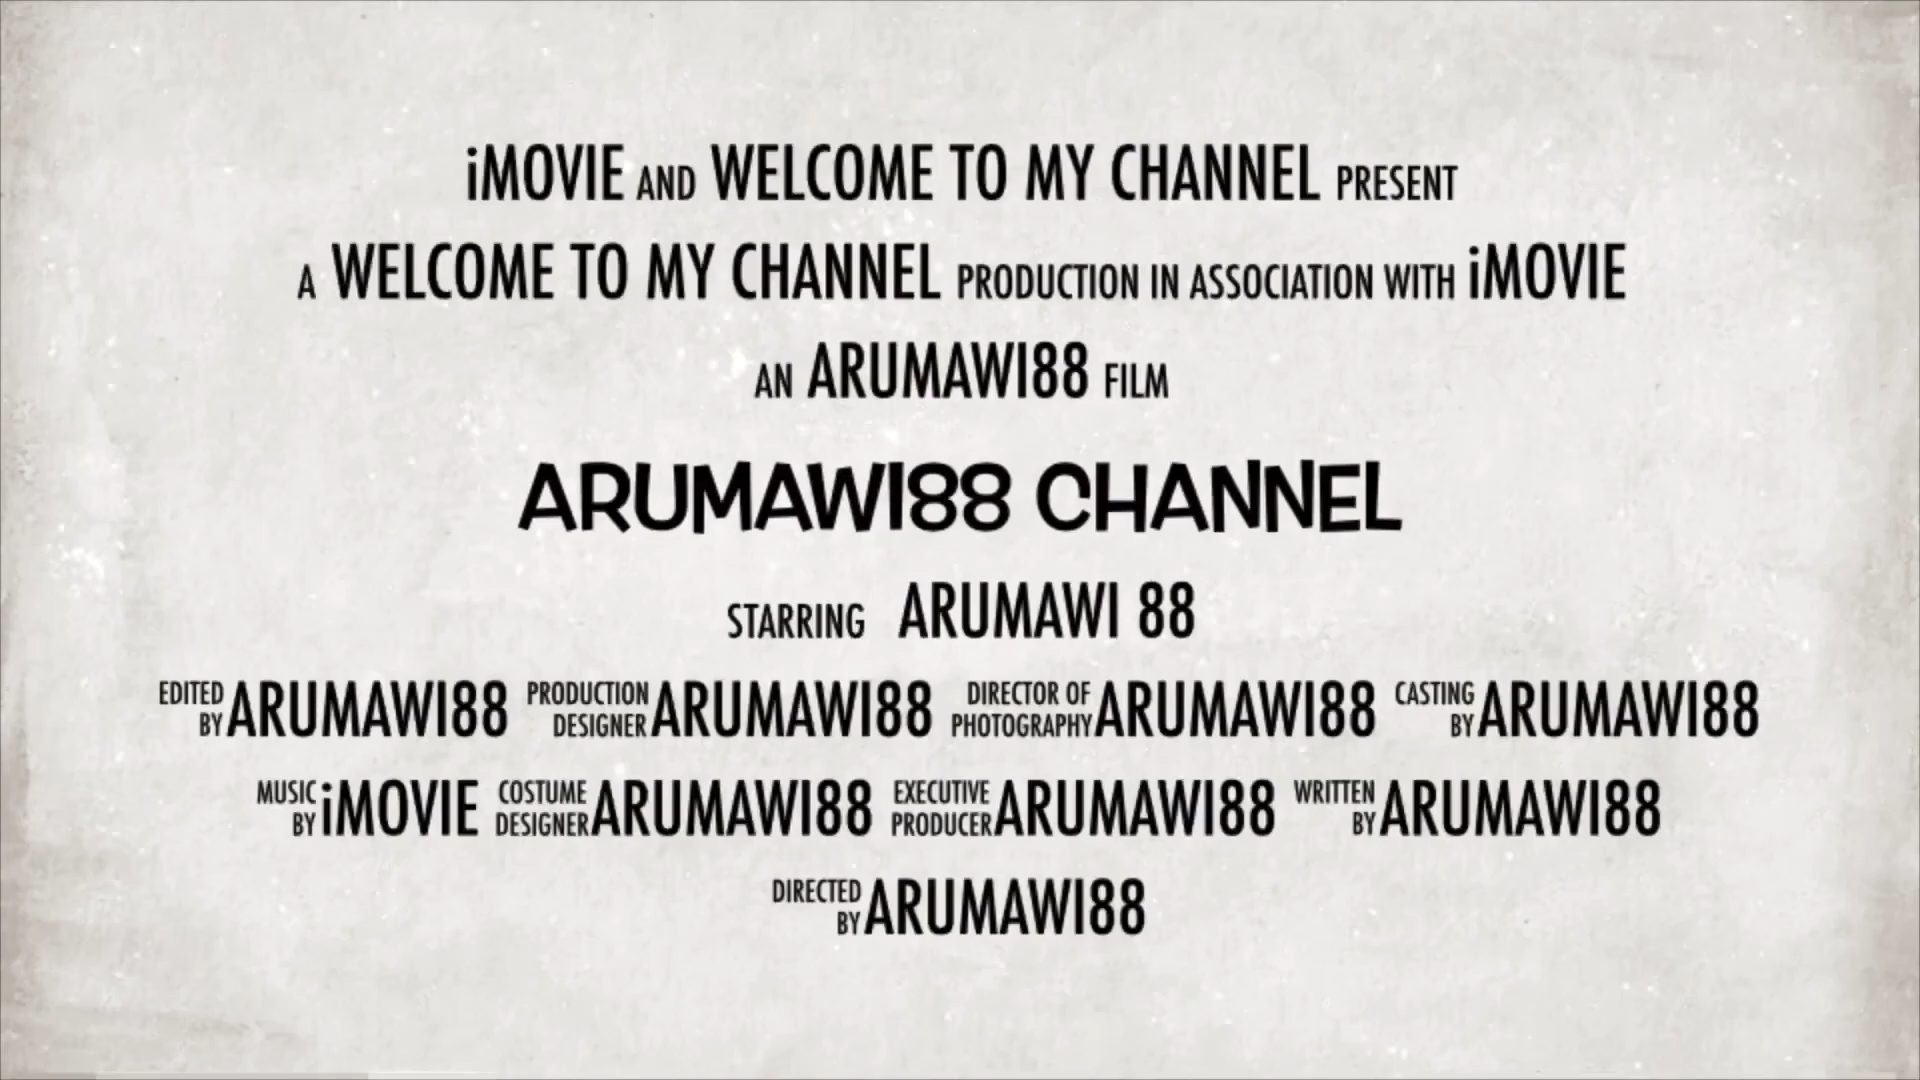 iMOVIE AND WELCOME TO MY CHANNEL PRESENT
A WELCOME TO MY CHANNEL PRODUCTION IN ASSOCIATION WITH iMOVIE
AN ARUMAWI88 FILM
ARUMAWI88 CHANNEL
STARRING ARUMAWI 88
EDITED BY ARUMAWI88 PRODUCTION DESIGNER ARUMAWI88 DIRECTOR OF PHOTOGRAPHY ARUMAWI88 CASTING BY ARUMAWI88
MUSIC BY iMOVIE COSTUME DESIGNER ARUMAWI88 EXECUTIVE PRODUCER ARUMAWI88 WRITTEN BY ARUMAWI88
DIRECTED BY ARUMAWI88